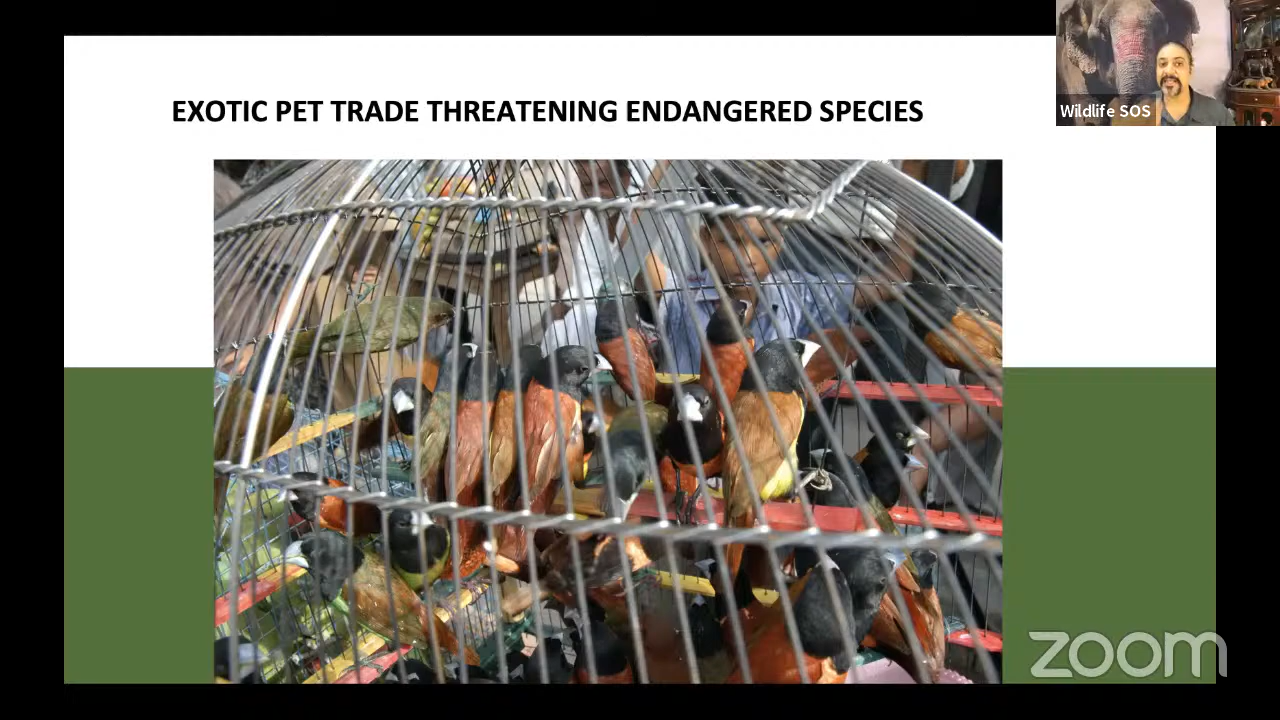 EXOTIC PET TRADE THREATENING ENDANGERED SPECIES
Wildlife SOS
zoom